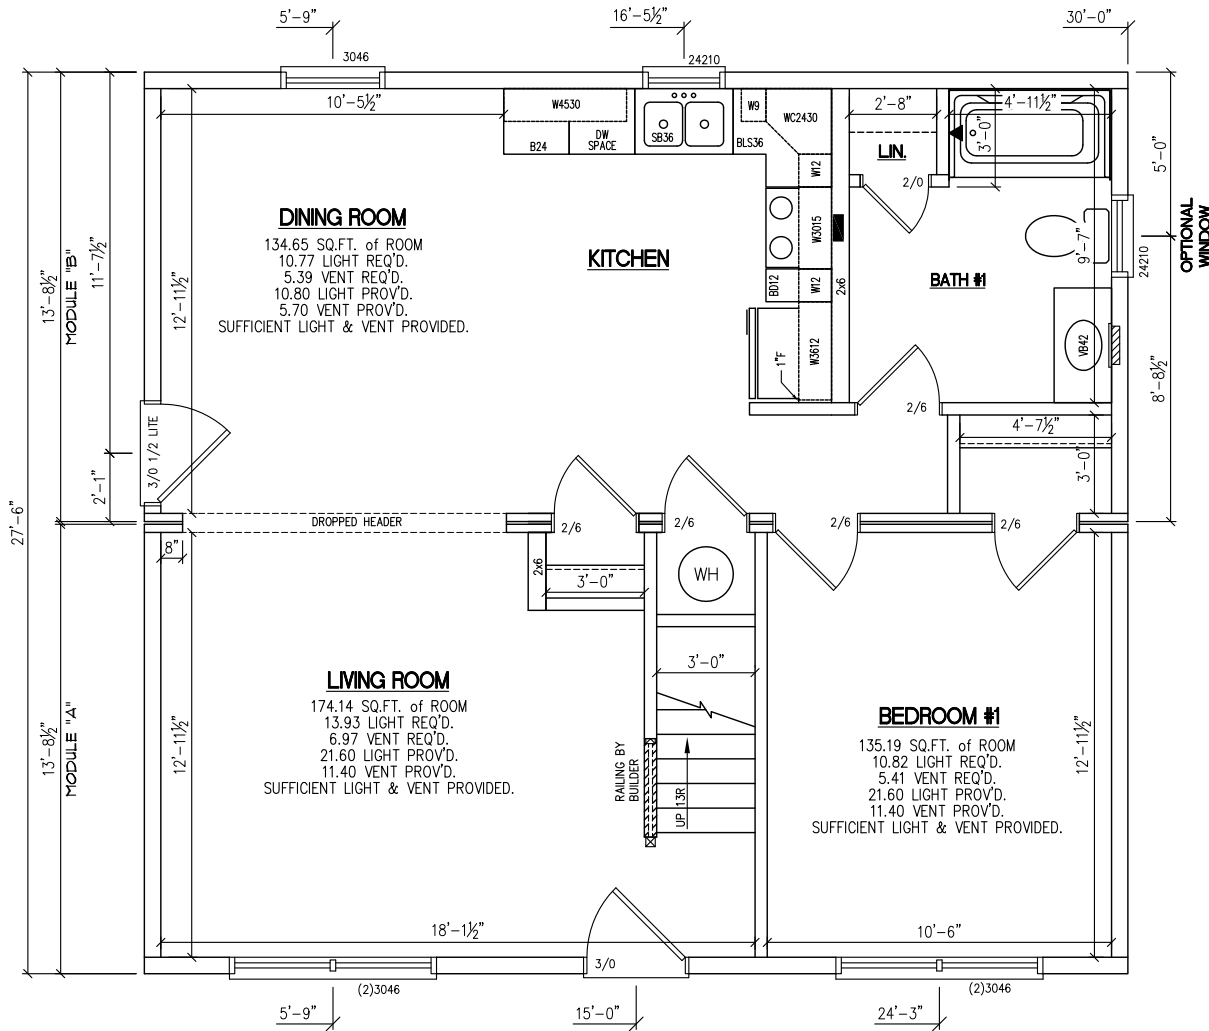 5'-9"
16'-5½"
30'-0"
3046
24210
10'-5½"
W4530
B24
DW
SPACE
SB36
W9
WC2430
BLS36
W12
2'-8"
4'-11½"
3'-0"
LIN.
2/0
5'-0"
OPTIONAL
WINDOW
24210
DINING ROOM
134.65 SQ.FT. of ROOM
10.77 LIGHT REQ'D.
5.39 VENT REQ'D.
10.80 LIGHT PROV'D.
5.70 VENT PROV'D.
SUFFICIENT LIGHT & VENT PROVIDED.
KITCHEN
W3015
BD12
W12
2x6
W3612
1"F
BATH #1
9'-7"
VB42
2/6
8'-8½"
13'-8½"
MODULE "B"
11'-7½"
12'-11½"
3/0 1/2 LITE
2'-1"
27'-6"
4'-7½"
3'-0"
DROPPED HEADER
2/6
2/6
2/6
2/6
8"
2x6
3'-0"
WH
3'-0"
LIVING ROOM
174.14 SQ.FT. of ROOM
13.93 LIGHT REQ'D.
6.97 VENT REQ'D.
21.60 LIGHT PROV'D.
11.40 VENT PROV'D.
SUFFICIENT LIGHT & VENT PROVIDED.
13'-8½"
MODULE "A"
12'-11½"
RAILING BY
BUILDER
UP 13R
BEDROOM #1
135.19 SQ.FT. of ROOM
10.82 LIGHT REQ'D.
5.41 VENT REQ'D.
21.60 LIGHT PROV'D.
11.40 VENT PROV'D.
SUFFICIENT LIGHT & VENT PROVIDED.
12'-11½"
18'-1½"
10'-6"
3/0
(2)3046
(2)3046
5'-9"
15'-0"
24'-3"